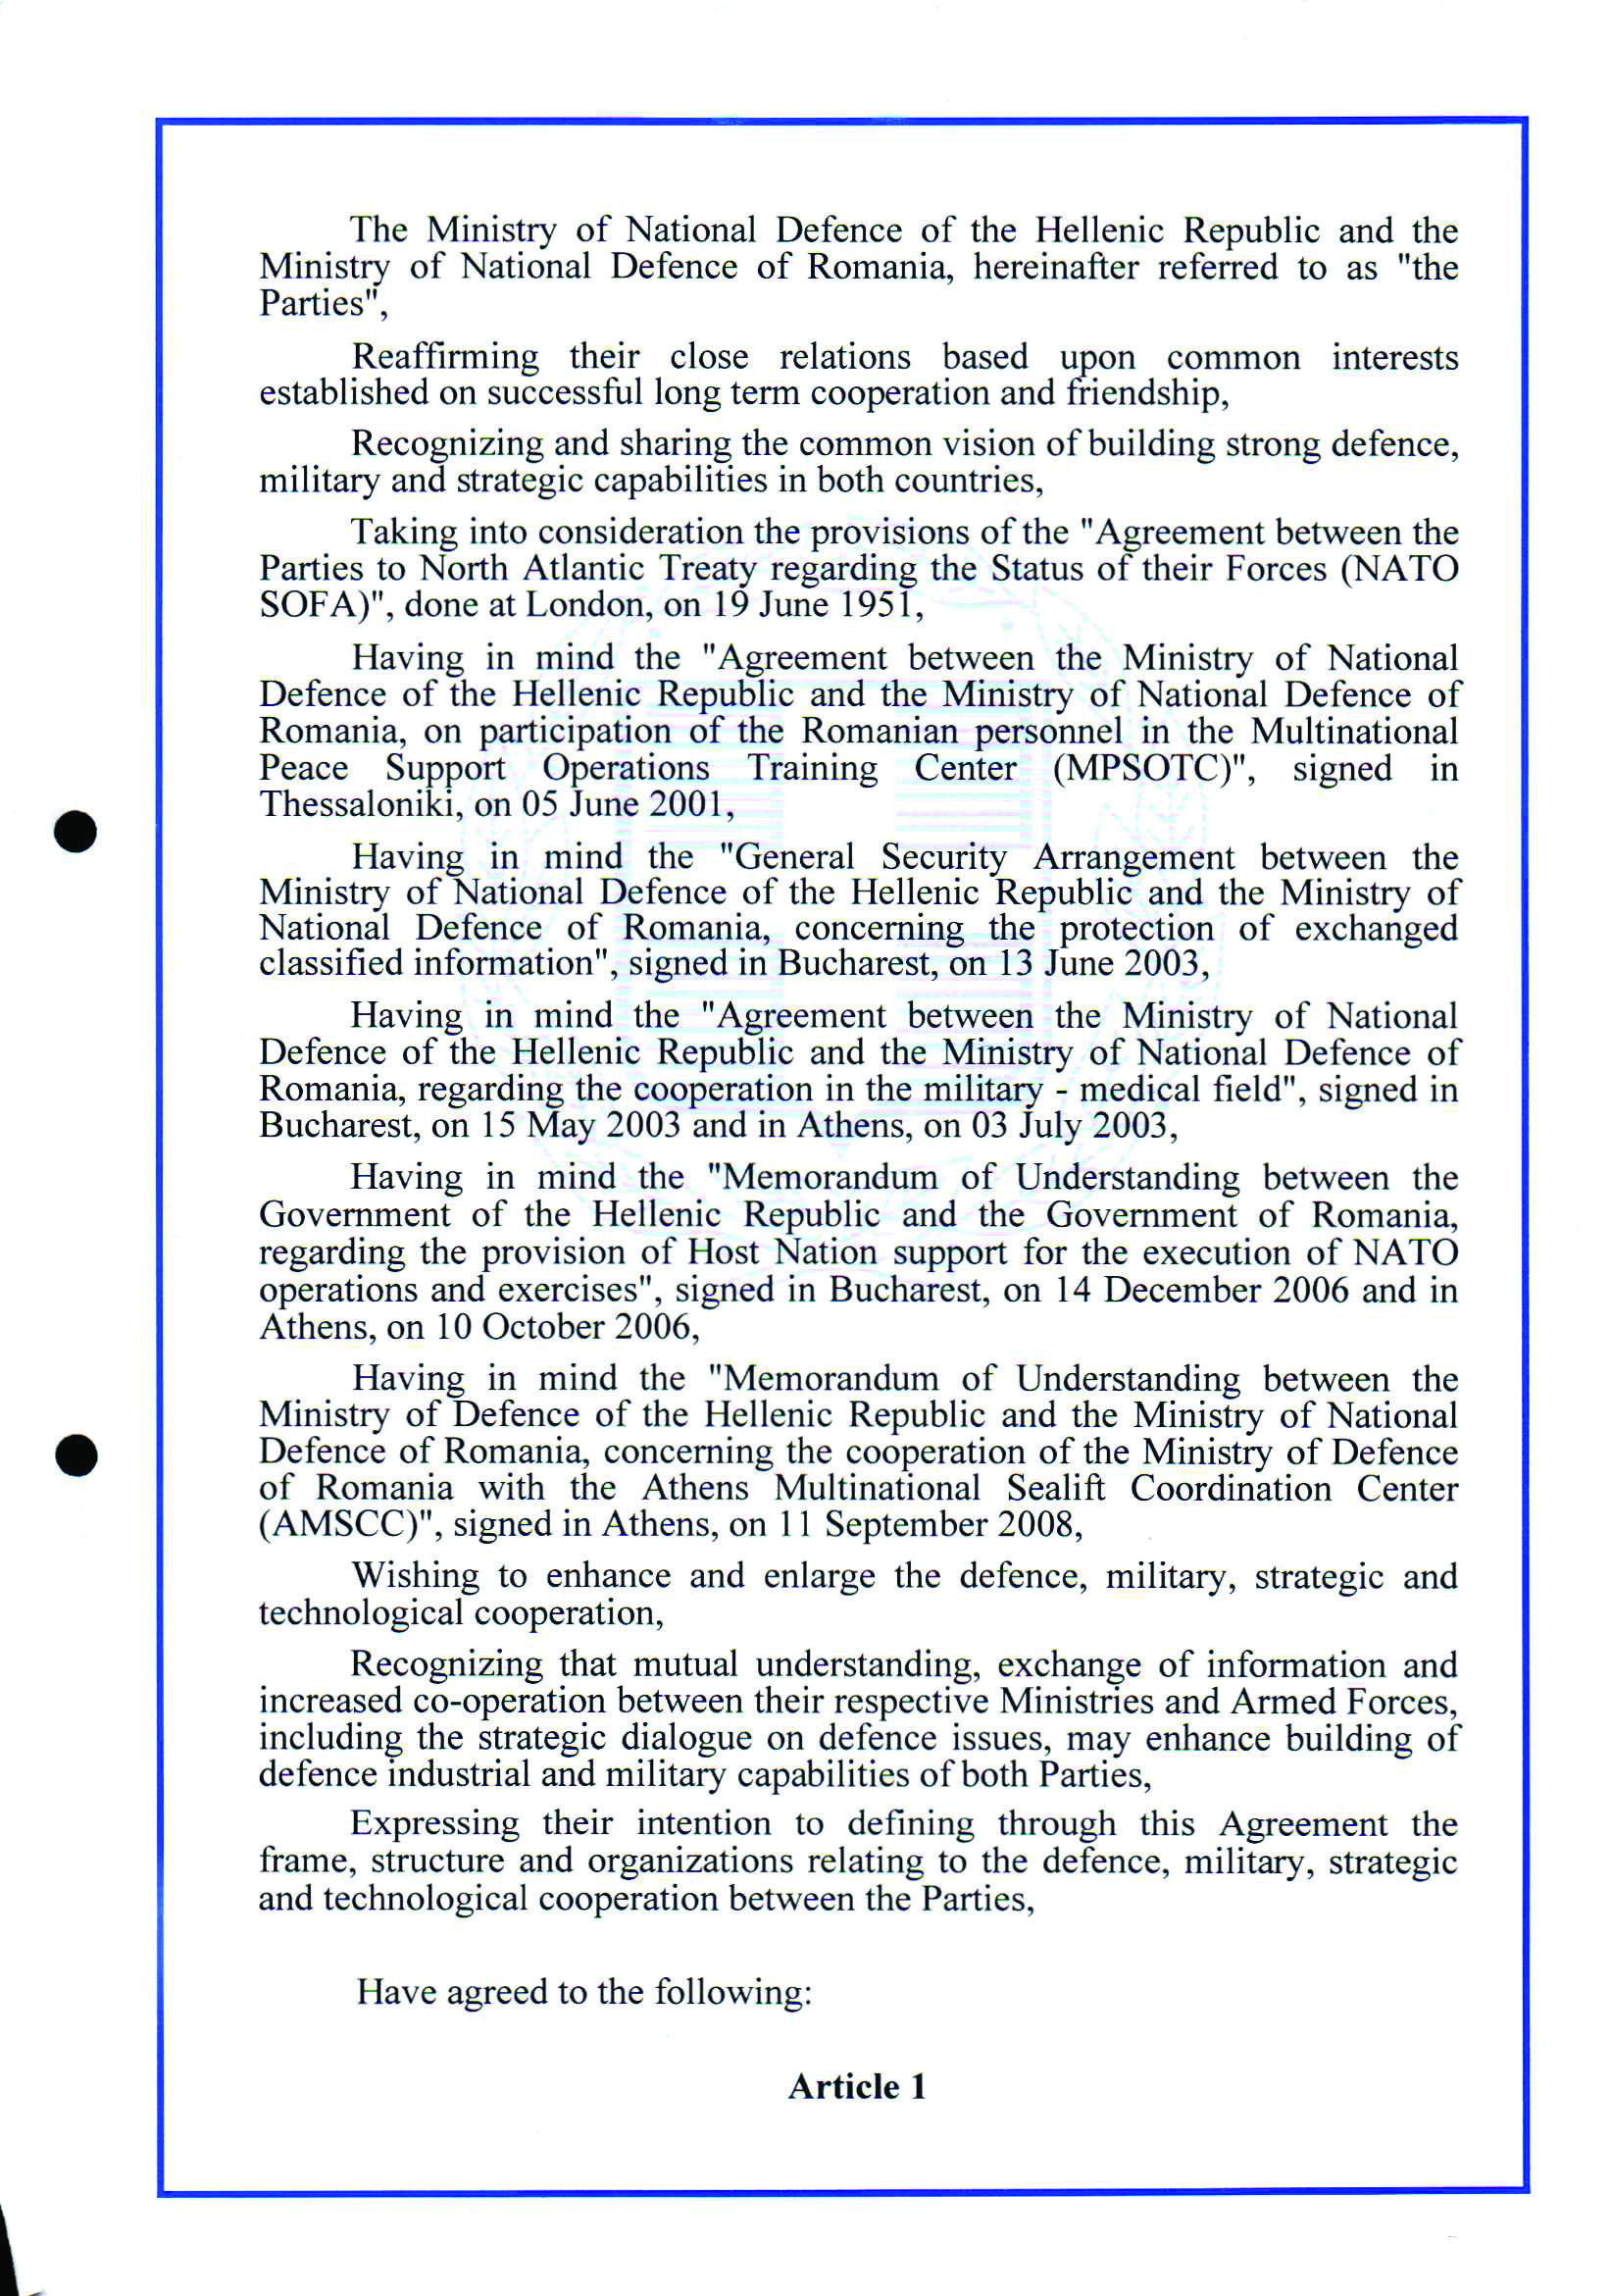 The Ministry of National Defence of the Hellenic Republic and the
Ministry of National Defence of Romania, hereinafter referred to as "the
Parties",
Reaffirming their close relations based upon common interests
established on successful long term cooperation and friendship,
Recognizing and sharing the common vision of building strong defence,
military and strategic capabilities in both countries,
Taking into consideration the provisions of the "Agreement between the
Parties to North Atlantic Treaty regarding the Status of their Forces (NATO
SOFA)", done at London, on 19 June 1951,
Having in mind the "Agreement between the Ministry of National
Defence of the Hellenic Republic and the Ministry of National Defence of
Romania, on participation of the Romanian personnel in the Multinational
Peace Support Operations Training Center (MPSOTC)", signed in
Thessaloniki, on 05 June 2001,
Having in mind the "General Security Arrangement between the
Ministry of National Defence of the Hellenic Republic and the Ministry of
National Defence of Romania, concerning the protection of exchanged
classified information", signed in Bucharest, on 13 June 2003,
Having in mind the "Agreement between the Ministry of National
Defence of the Hellenic Republic and the Ministry of National Defence of
Romania, regarding the cooperation in the military - medical field", signed in
Bucharest, on 15 May 2003 and in Athens, on 03 July 2003,
Having in mind the "Memorandum of Understanding between the
Government of the Hellenic Republic and the Government of Romania,
regarding the provision of Host Nation support for the execution of NATO
operations and exercises", signed in Bucharest, on 14 December 2006 and in
Athens, on 10 October 2006,
Having in mind the "Memorandum of Understanding between the
Ministry of Defence of the Hellenic Republic and the Ministry of National
Defence of Romania, concerning the cooperation of the Ministry of Defence
of Romania with the Athens Multinational Sealift Coordination Center
(AMSCC)", signed in Athens, on 11 September 2008,
Wishing to enhance and enlarge the defence, military, strategic and
technological cooperation,
Recognizing that mutual understanding, exchange of information and
increased co-operation between their respective Ministries and Armed Forces,
including the strategic dialogue on defence issues, may enhance building of
defence industrial and military capabilities of both Parties,
Expressing their intention to defining through this Agreement the
frame, structure and organizations relating to the defence, military, strategic
and technological cooperation between the Parties,
Have agreed to the following:
Article 1